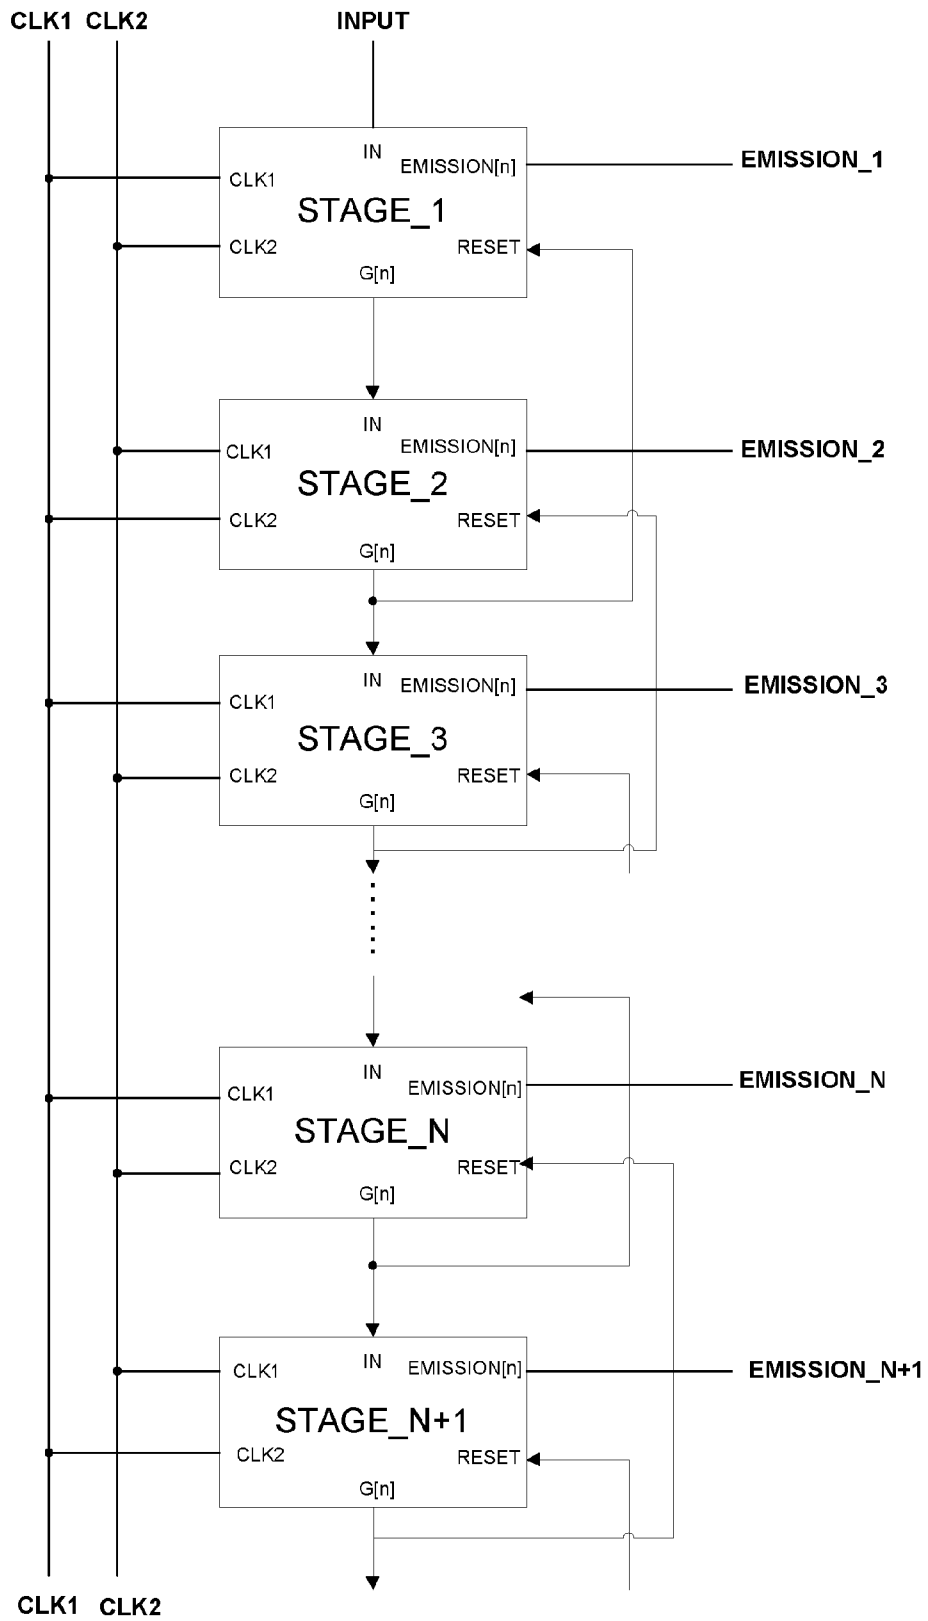 CLK1 CLK2 INPUT
IN
EMISSION[n] EMISSION_1
CLK1
STAGE_1
CLK2 RESET
G[n]
IN
EMISSION[n] EMISSION_2
CLK1
STAGE_2
CLK2 RESET
G[n]
IN EMISSION[n] EMISSION_3
CLK1
STAGE_3
CLK2 RESET
G[n]
IN
EMISSION[n] EMISSION_N
CLK1
STAGE_N
CLK2 RESET
G[n]
IN EMISSION[n] EMISSION_N+1
CLK1
STAGE_N+1
CLK2 RESET
G[n]
CLK1 CLK2